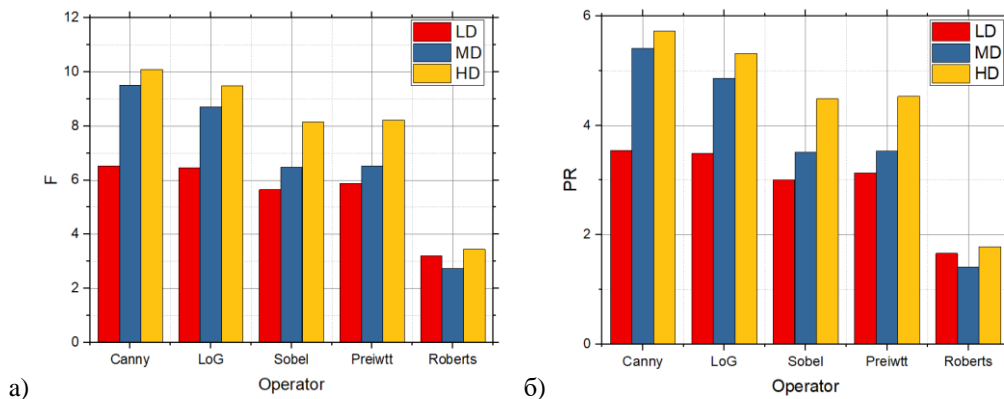 12
10
8
6
4
2
0
F
LD
MD
HD
Canny LoG Sobel Preiwtt Roberts
Operator
а)
6
4
2
0
PR
LD
MD
HD
Canny LoG Sobel Preiwtt Roberts
Operator
б)